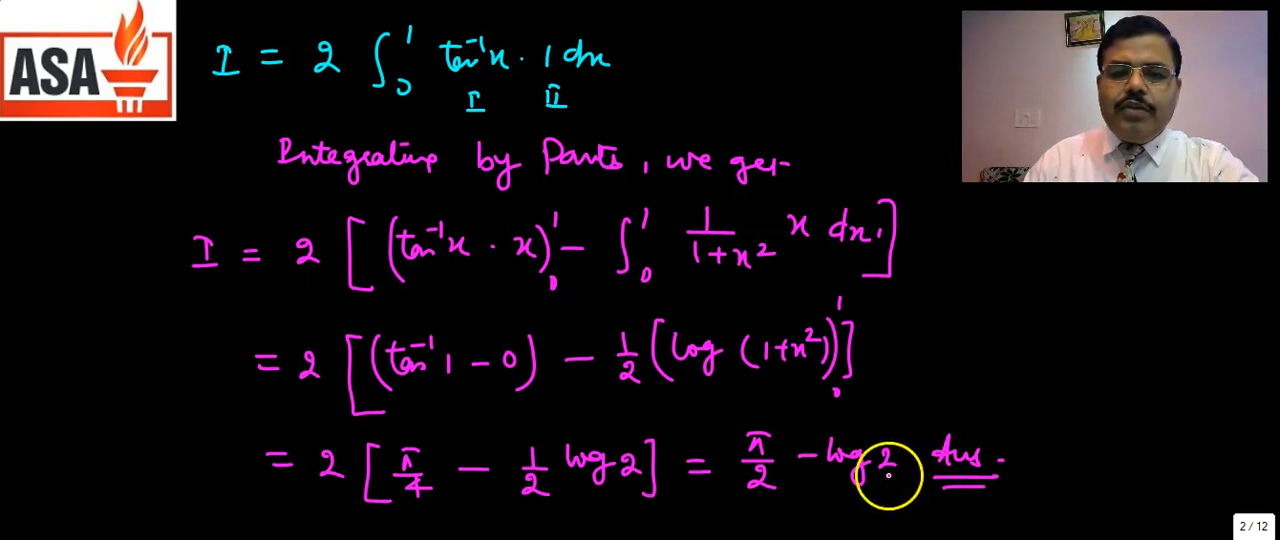 ASA
I = 2 ∫₀¹ tan⁻¹x · 1 dx
I II
Integrating by Parts, we get
I = 2 [ (tan⁻¹x · x)₀¹ − ∫₀¹ 1/(1+x²) x dx ]
= 2 [ (tan⁻¹1 − 0) − 1/2 (log (1+x²))₀¹ ]
= 2 [ π/4 − 1/2 log 2 ] = π/2 − log 2 Ans.
2 / 12